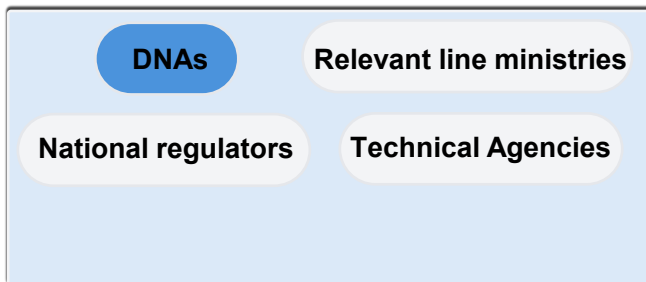 DNAs
Relevant line ministries
National regulators
Technical Agencies